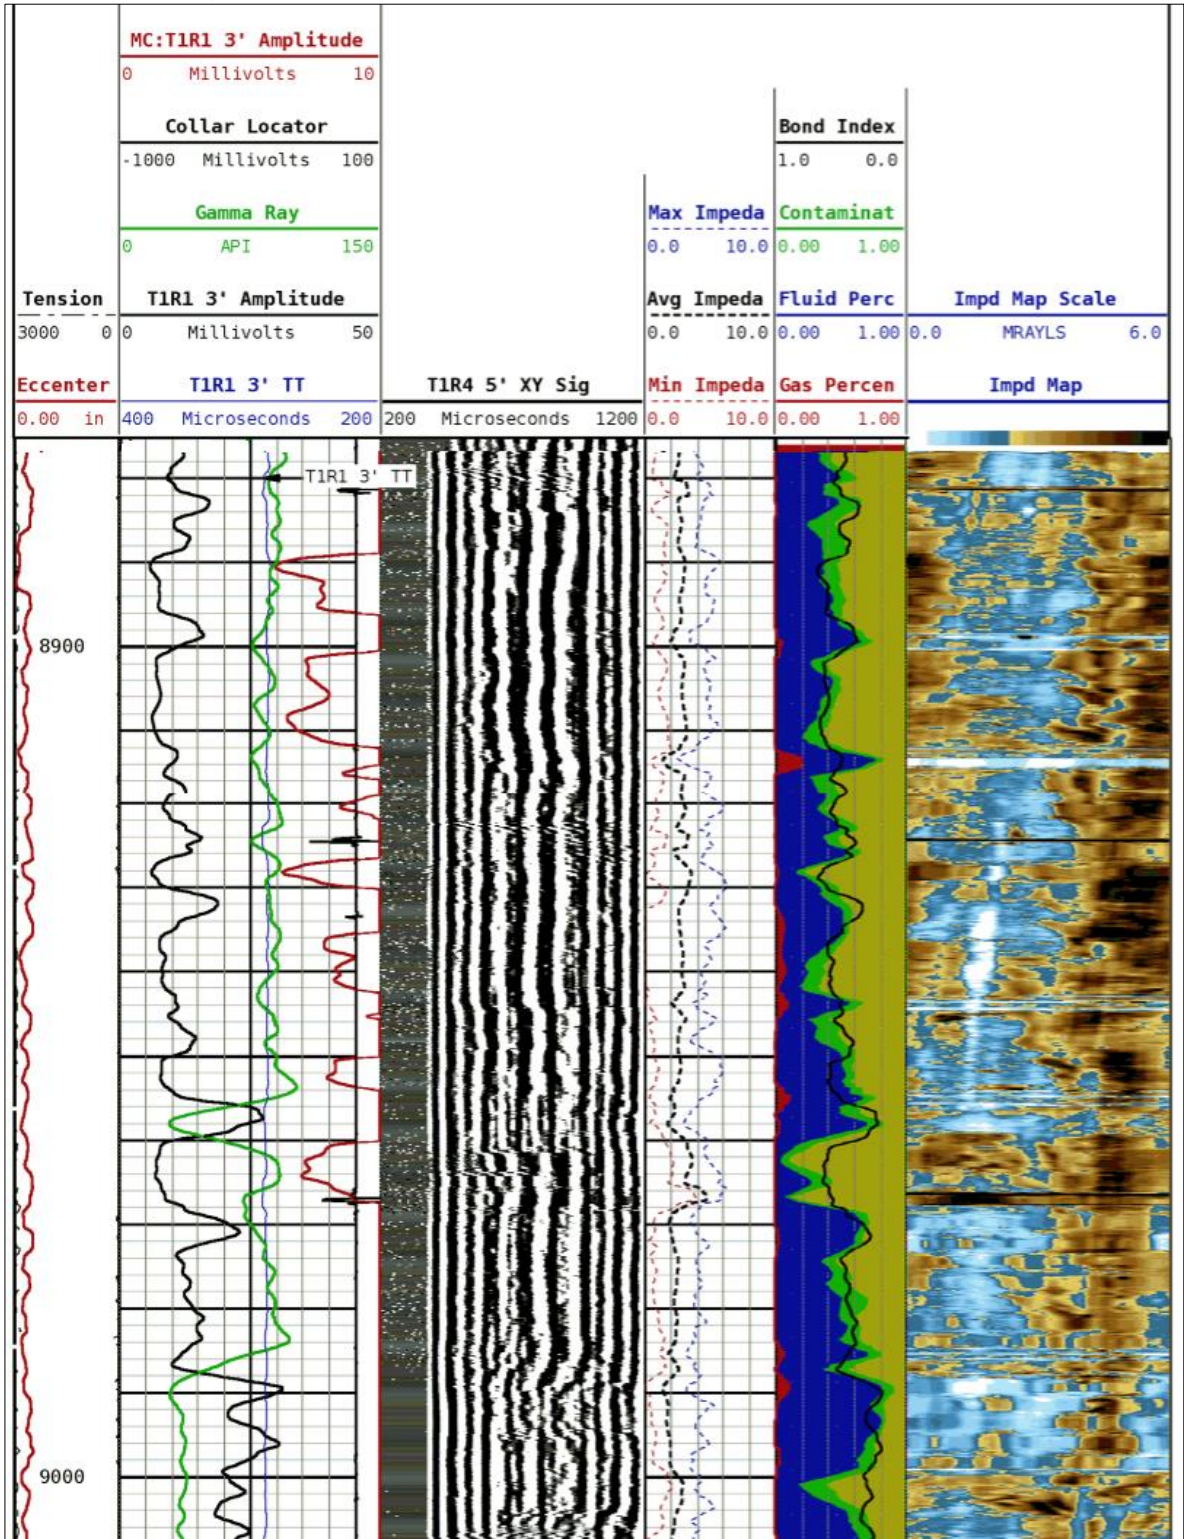 MC:T1R1 3' Amplitude
0 Millivolts 10
Collar Locator
-1000 Millivolts 100
Gamma Ray
0 API 150
Tension
3000 0
T1R1 3' Amplitude
0 Millivolts 50
Eccenter
0.00 in
T1R1 3' TT
400 Microseconds 200
T1R4 5' XY Sig
200 Microseconds 1200
Max Impeda
0.0 10.0
Avg Impeda
0.0 10.0
Min Impeda
0.0 10.0
Bond Index
1.0 0.0
Contaminat
0.00 1.00
Fluid Perc
0.00 1.00
Gas Percen
0.00 1.00
Impd Map Scale
0.0 MRAYLS 6.0
Impd Map
T1R1 3' TT
8900
9000